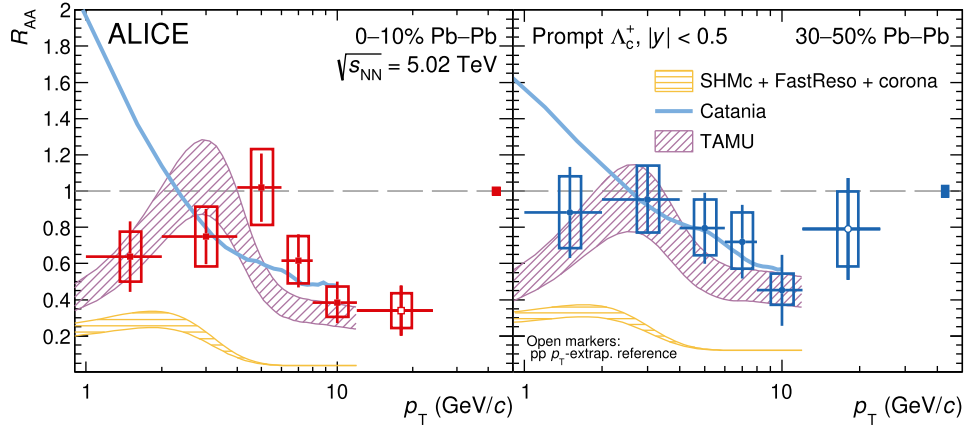 R_AA
2
1.8
1.6
1.4
1.2
1
0.8
0.6
0.4
0.2
ALICE
0–10% Pb–Pb
√s_NN = 5.02 TeV
1
10
p_T (GeV/c)
Prompt Λ_c^+, |y| < 0.5
30–50% Pb–Pb
SHMc + FastReso + corona
Catania
TAMU
Open markers:
pp p_T-extrap. reference
1
10
p_T (GeV/c)